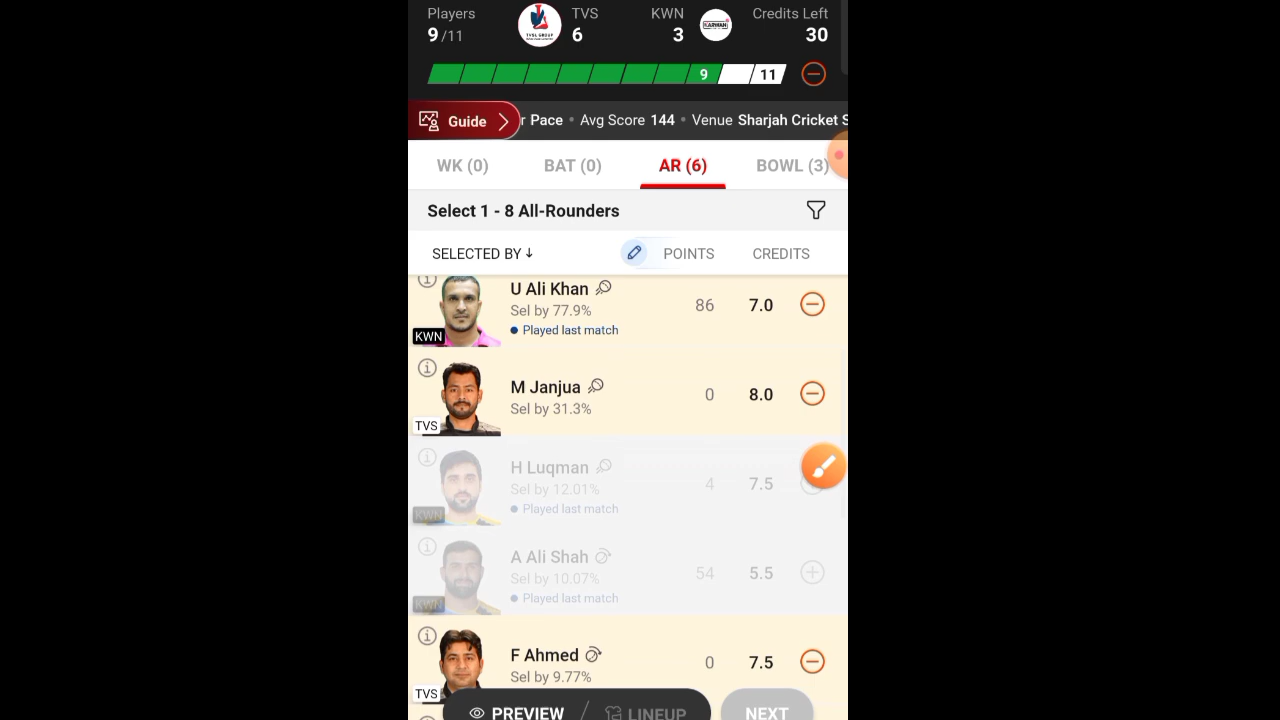 Players TVS KWN Credits Left
9/11 6 3 30
TVSL GROUP
KARWAN
9 11
Guide r Pace • Avg Score 144 • Venue Sharjah Cricket S
WK (0) BAT (0) AR (6) BOWL (3)
Select 1 - 8 All-Rounders
SELECTED BY ↓ POINTS CREDITS
U Ali Khan
Sel by 77.9% 86 7.0
Played last match
KWN
M Janjua
Sel by 31.3% 0 8.0
TVS
H Luqman
Sel by 12.01% 4 7.5
Played last match
KWN
A Ali Shah
Sel by 10.07% 54 5.5
Played last match
KWN
F Ahmed
Sel by 9.77% 0 7.5
TVS
PREVIEW / LINEUP NEXT